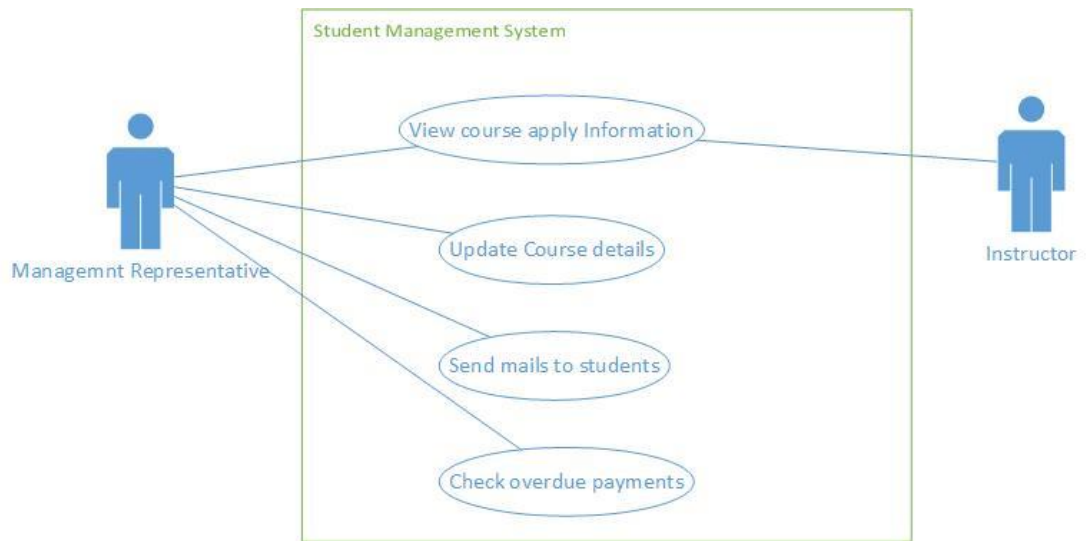 Student Management System
View course apply Information
Update Course details
Managemnt Representative
Instructor
Send mails to students
Check overdue payments